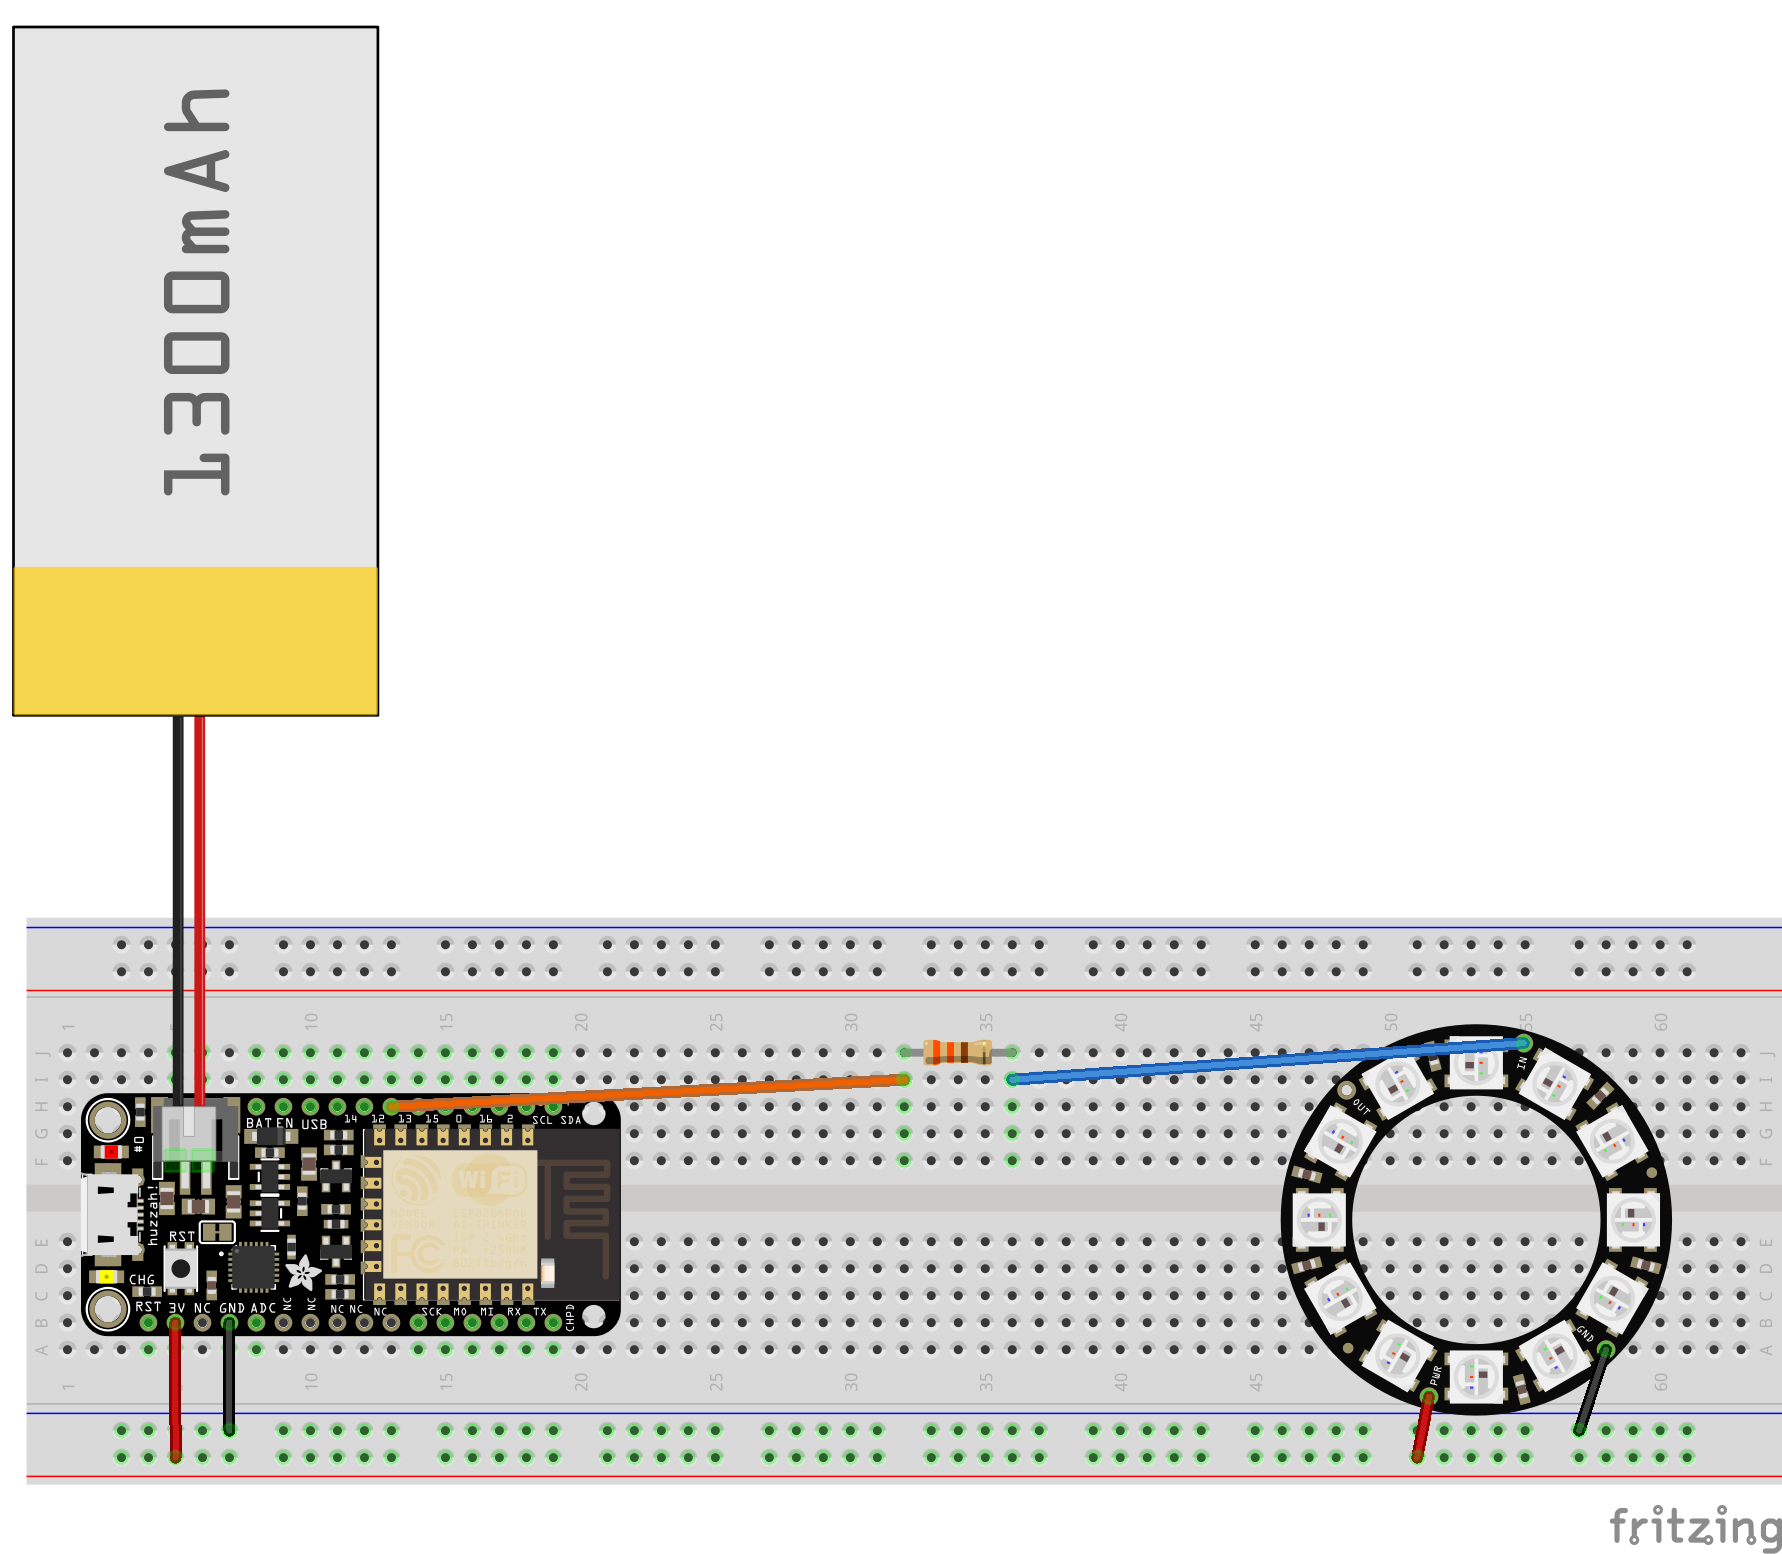 1300mAh
1 5 10 15 20 25 30 35 40 45 50 55 60
J J
I I
H H
G G
F F
E E
D D
C C
B B
A A
BAT EN USB 14 12 13 15 0 16 2 SCL SDA
#0
huzzah!
WiFi
FC
RST
CHG
RST 3V NC GND ADC NC NC NC NC NC SCK MO MI RX TX CHPD
IN
OUT
GND
PWR
1 10 15 20 25 30 35 40 45 60
fritzing